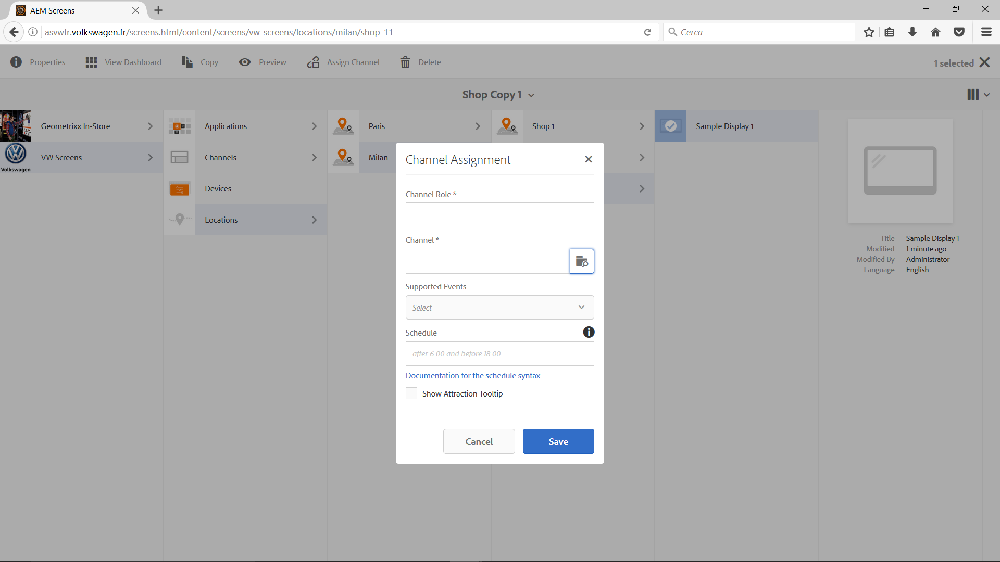 AEM Screens
asvwfr.volkswagen.fr/screens.html/content/screens/vw-screens/locations/milan/shop-11
Cerca
Properties
View Dashboard
Copy
Preview
Assign Channel
Delete
1 selected
Shop Copy 1
Geometrixx In-Store
VW Screens
Volkswagen
Applications
Channels
Devices
Locations
Paris
Milan
Shop 1
Sample Display 1
Title Sample Display 1
Modified 1 minute ago
Modified By Administrator
Language English
Channel Assignment
Channel Role *
Channel *
Supported Events
Select
Schedule
after 6:00 and before 18:00
Documentation for the schedule syntax
Show Attraction Tooltip
Cancel
Save